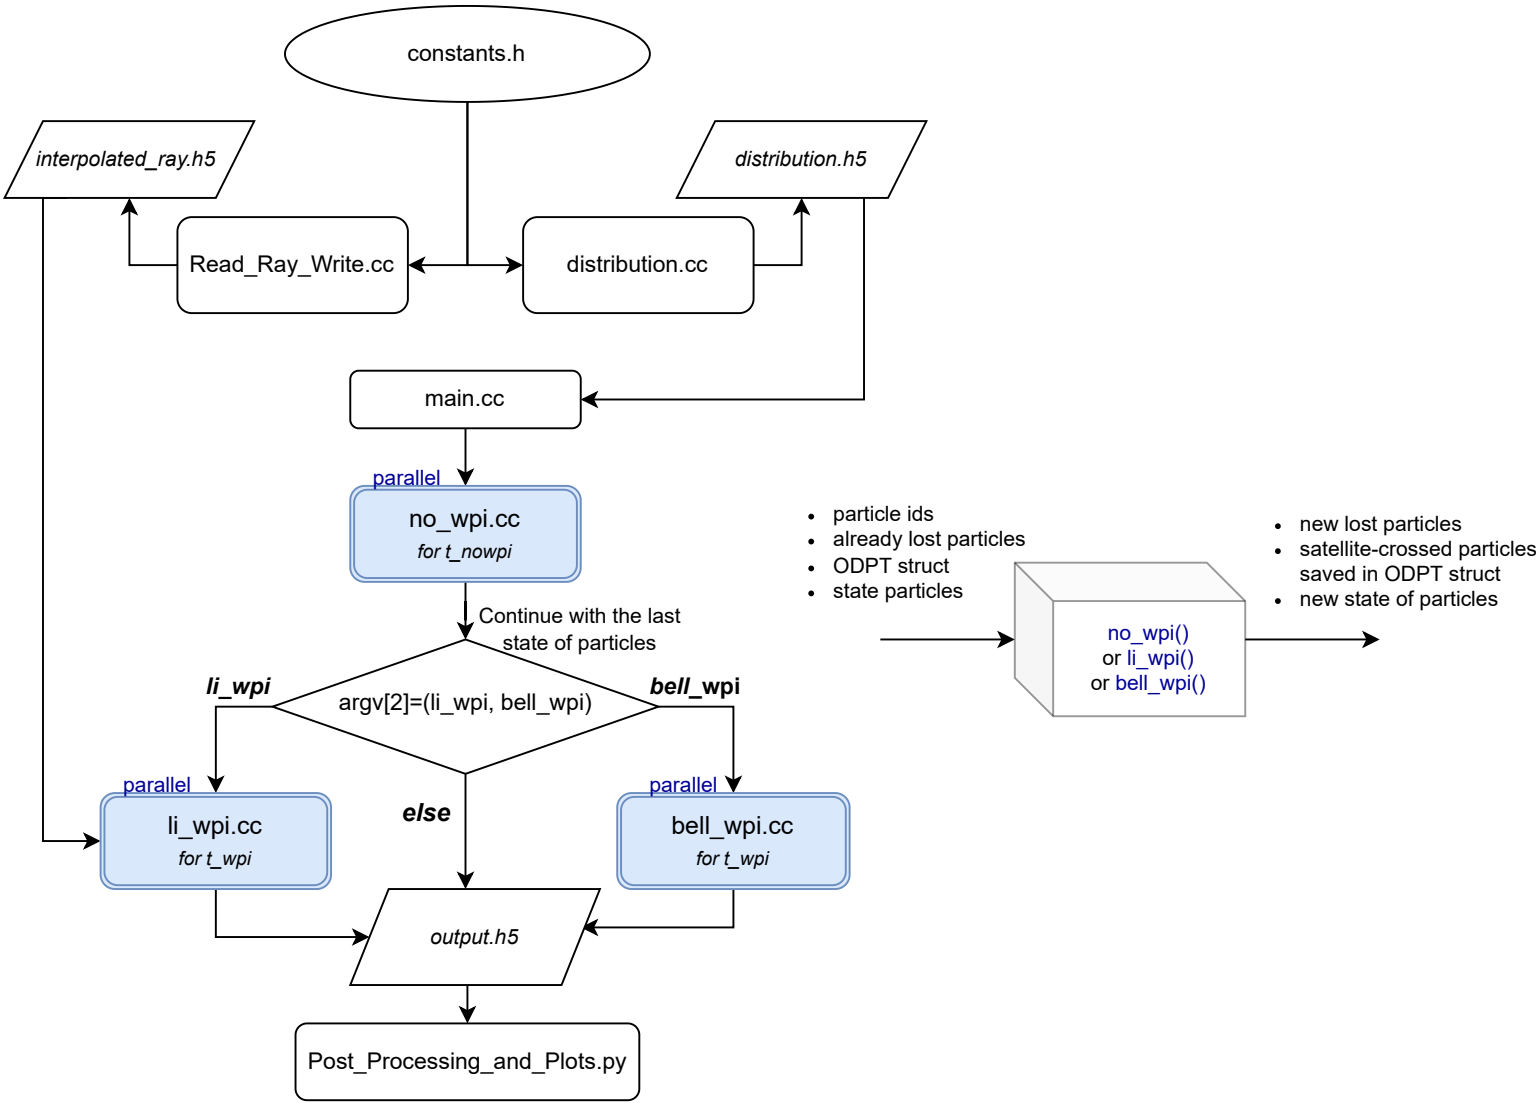 constants.h
interpolated_ray.h5
distribution.h5
Read_Ray_Write.cc
distribution.cc
main.cc
parallel
no_wpi.cc
for t_nowpi
Continue with the last
state of particles
li_wpi
argv[2]=(li_wpi, bell_wpi)
bell_wpi
parallel
li_wpi.cc
for t_wpi
else
parallel
bell_wpi.cc
for t_wpi
output.h5
Post_Processing_and_Plots.py
• particle ids
• already lost particles
• ODPT struct
• state particles
no_wpi()
or li_wpi()
or bell_wpi()
• new lost particles
• satellite-crossed particles
saved in ODPT struct
• new state of particles